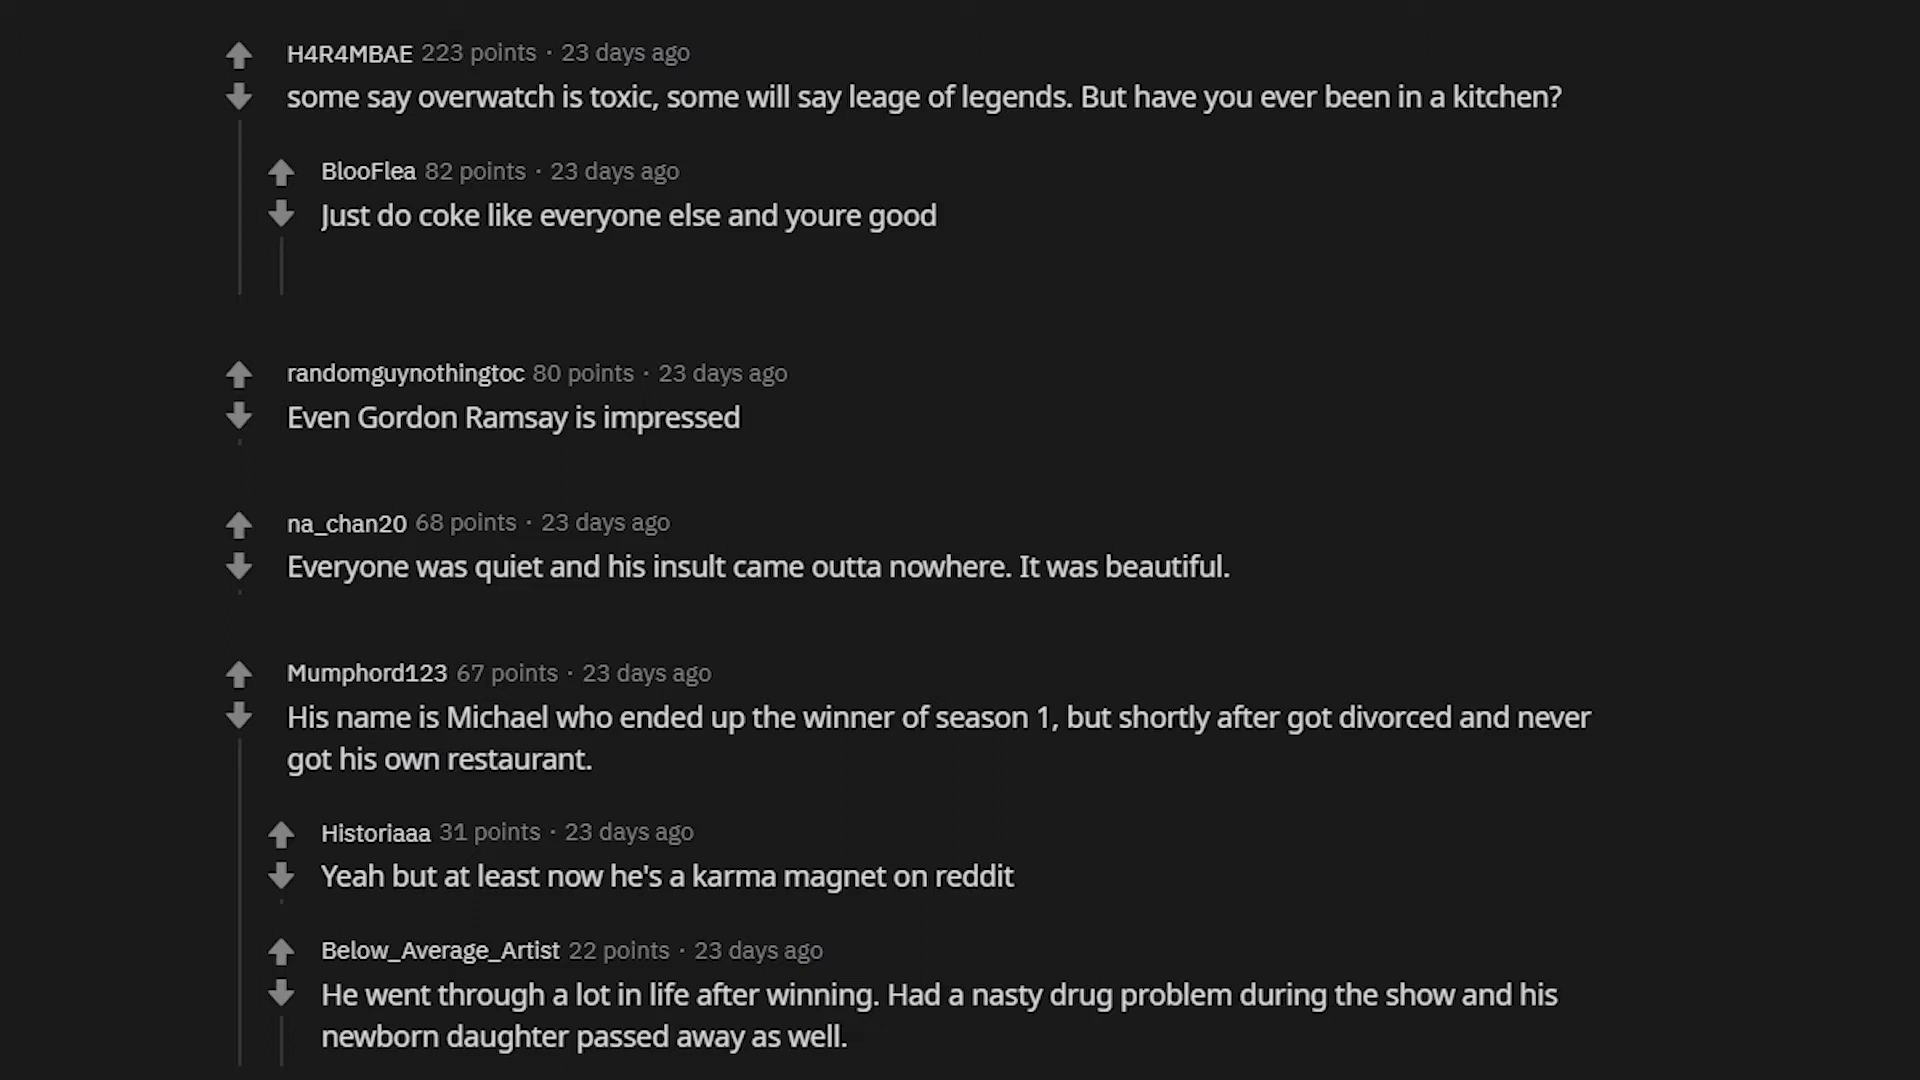 H4R4MBAE 223 points · 23 days ago
some say overwatch is toxic, some will say leage of legends. But have you ever been in a kitchen?
BlooFlea 82 points · 23 days ago
Just do coke like everyone else and youre good
randomguynothingtoc 80 points · 23 days ago
Even Gordon Ramsay is impressed
na_chan20 68 points · 23 days ago
Everyone was quiet and his insult came outta nowhere. It was beautiful.
Mumphord123 67 points · 23 days ago
His name is Michael who ended up the winner of season 1, but shortly after got divorced and never
got his own restaurant.
Historiaaa 31 points · 23 days ago
Yeah but at least now he's a karma magnet on reddit
Below_Average_Artist 22 points · 23 days ago
He went through a lot in life after winning. Had a nasty drug problem during the show and his
newborn daughter passed away as well.